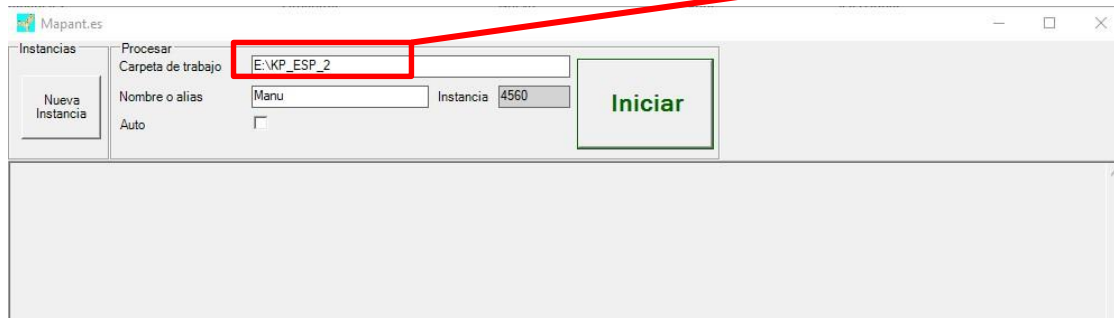 Mapant.es
Instancias
Nueva
Instancia
Procesar
Carpeta de trabajo E:\KP_ESP_2
Nombre o alias Manu Instancia 4560
Auto
Iniciar